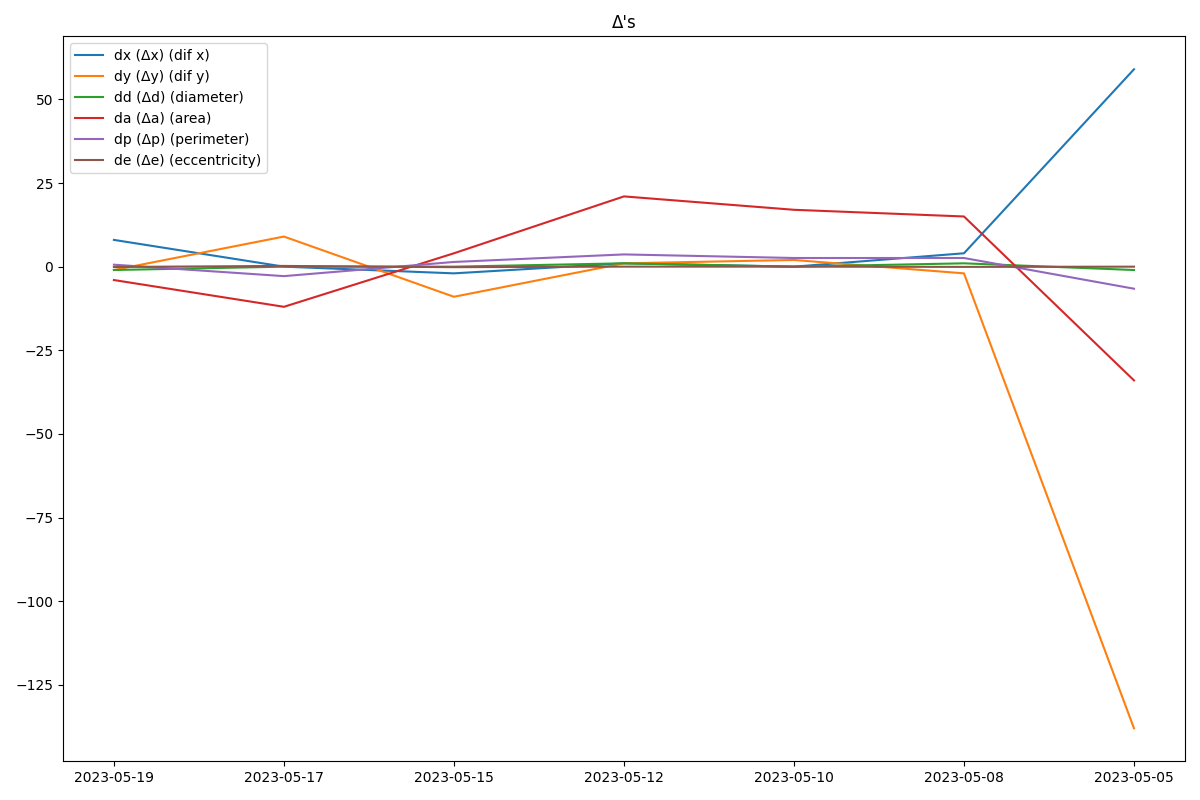 Δ's
dx (Δx) (dif x)
dy (Δy) (dif y)
dd (Δd) (diameter)
da (Δa) (area)
dp (Δp) (perimeter)
de (Δe) (eccentricity)
50
25
0
−25
−50
−75
−100
−125
2023-05-19 2023-05-17 2023-05-15 2023-05-12 2023-05-10 2023-05-08 2023-05-05